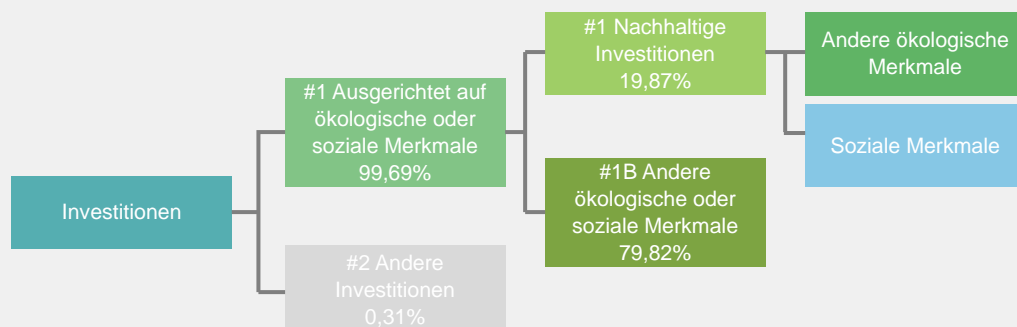 Investitionen
#1 Ausgerichtet auf
ökologische oder
soziale Merkmale
99,69%
#2 Andere
Investitionen
0,31%
#1 Nachhaltige
Investitionen
19,87%
#1B Andere
ökologische oder
soziale Merkmale
79,82%
Andere ökologische
Merkmale
Soziale Merkmale